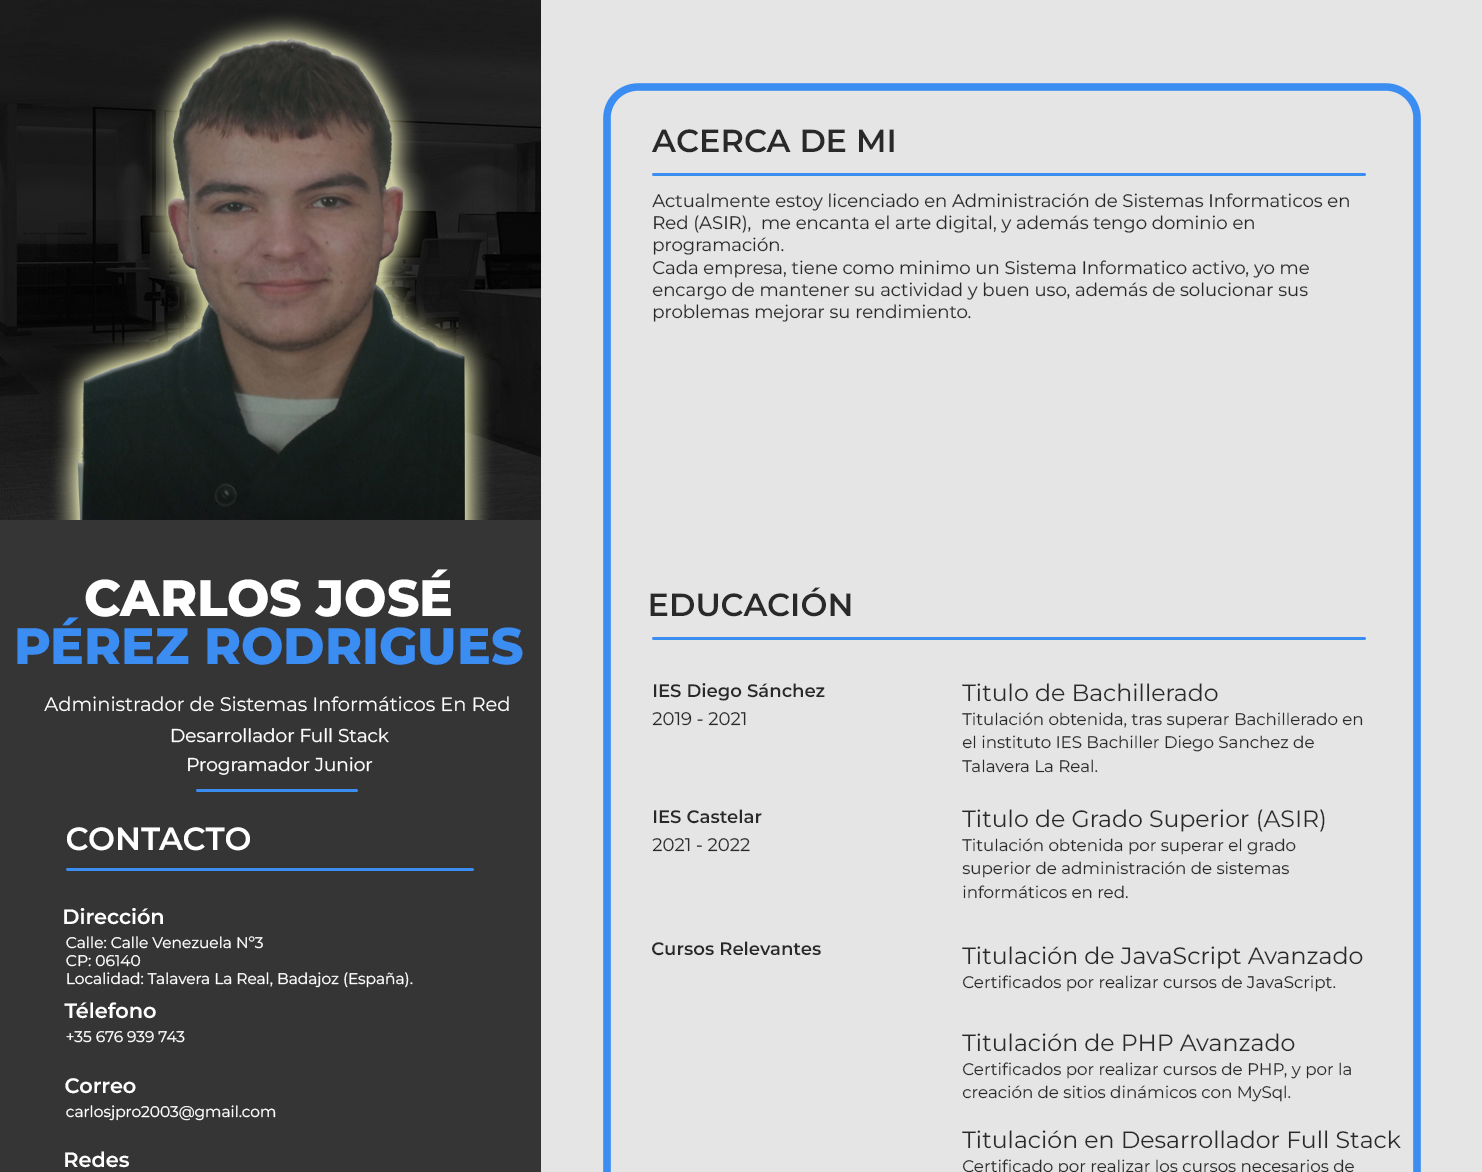 CARLOS JOSÉ
PÉREZ RODRIGUES
Administrador de Sistemas Informáticos En Red
Desarrollador Full Stack
Programador Junior
CONTACTO
Dirección
Calle: Calle Venezuela Nº3
CP: 06140
Localidad: Talavera La Real, Badajoz (España).
Télefono
+35 676 939 743
Correo
carlosjpro2003@gmail.com
Redes
ACERCA DE MI
Actualmente estoy licenciado en Administración de Sistemas Informaticos en
Red (ASIR), me encanta el arte digital, y además tengo dominio en
programación.
Cada empresa, tiene como minimo un Sistema Informatico activo, yo me
encargo de mantener su actividad y buen uso, además de solucionar sus
problemas mejorar su rendimiento.
EDUCACIÓN
IES Diego Sánchez
2019 - 2021
Titulo de Bachillerado
Titulación obtenida, tras superar Bachillerado en
el instituto IES Bachiller Diego Sanchez de
Talavera La Real.
IES Castelar
2021 - 2022
Titulo de Grado Superior (ASIR)
Titulación obtenida por superar el grado
superior de administración de sistemas
informáticos en red.
Cursos Relevantes
Titulación de JavaScript Avanzado
Certificados por realizar cursos de JavaScript.
Titulación de PHP Avanzado
Certificados por realizar cursos de PHP, y por la
creación de sitios dinámicos con MySql.
Titulación en Desarrollador Full Stack
Certificado por realizar los cursos necesarios de